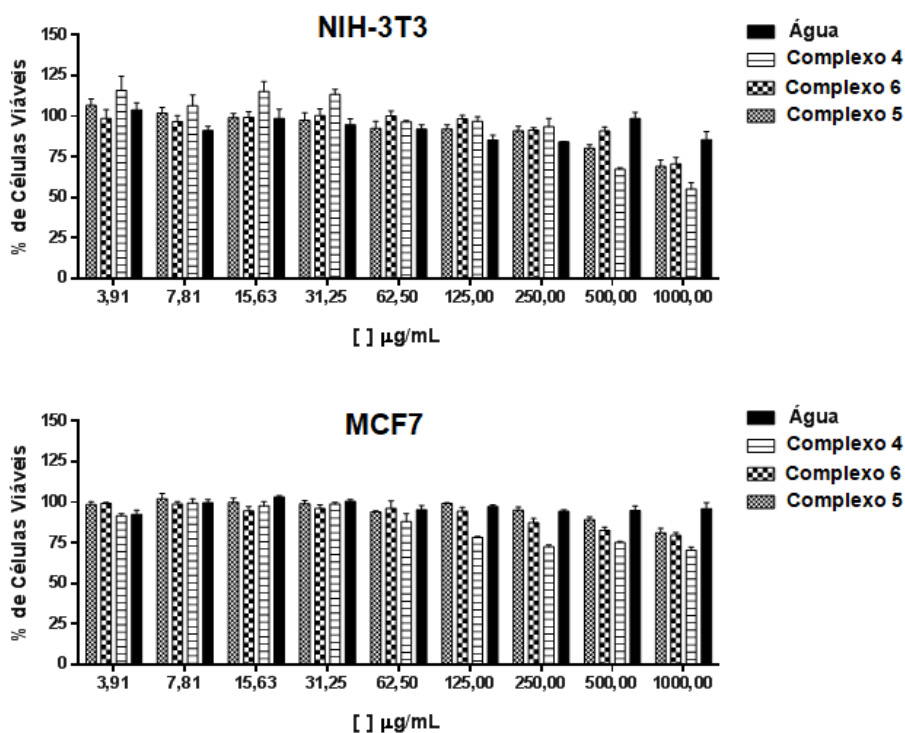 NIH-3T3
Água
Complexo 4
Complexo 6
Complexo 5
% de Células Viáveis
150
125
100
75
50
25
0
3,91 7,81 15,63 31,25 62,50 125,00 250,00 500,00 1000,00
[ ] µg/mL
MCF7
Água
Complexo 4
Complexo 6
Complexo 5
% de Células Viáveis
150
125
100
75
50
25
0
3,91 7,81 15,63 31,25 62,50 125,00 250,00 500,00 1000,00
[ ] µg/mL